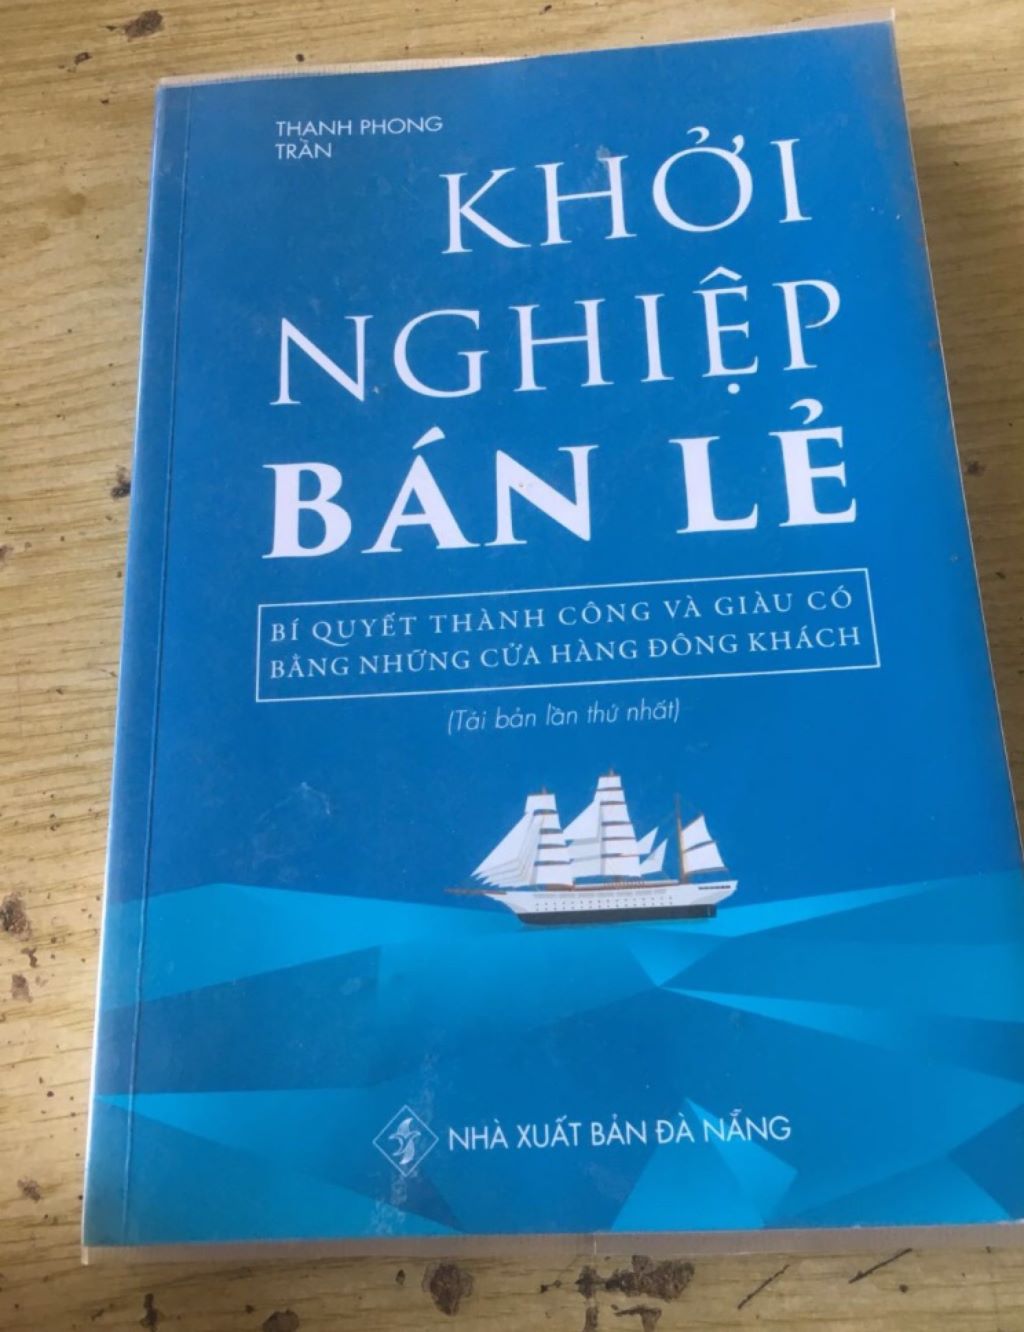 THANH PHONG
TRẦN
KHỞI
NGHIỆP
BÁN LẺ
BÍ QUYẾT THÀNH CÔNG VÀ GIÀU CÓ
BẰNG NHỮNG CỬA HÀNG ĐÔNG KHÁCH
(Tái bản lần thứ nhất)
NHÀ XUẤT BẢN ĐÀ NẴNG